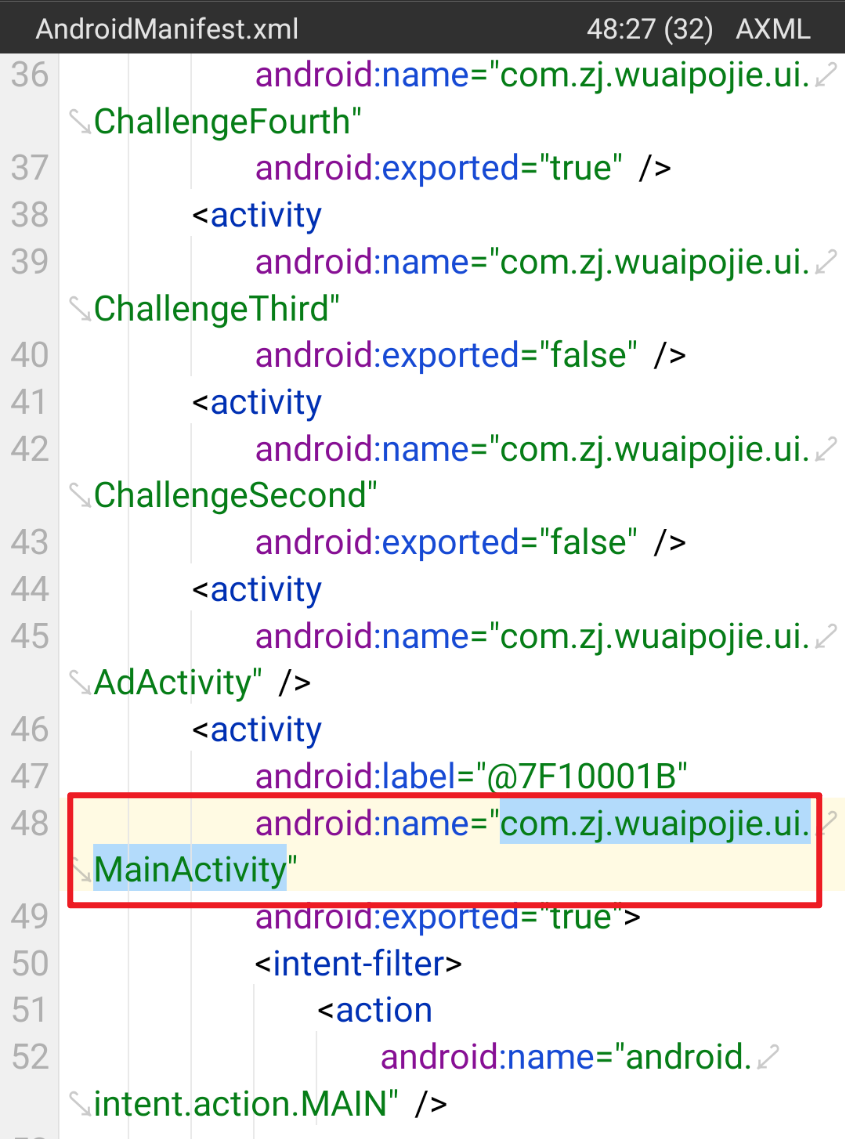 AndroidManifest.xml 48:27 (32) AXML
36 android:name="com.zj.wuaipojie.ui.
ChallengeFourth"
37 android:exported="true" />
38 <activity
39 android:name="com.zj.wuaipojie.ui.
ChallengeThird"
40 android:exported="false" />
41 <activity
42 android:name="com.zj.wuaipojie.ui.
ChallengeSecond"
43 android:exported="false" />
44 <activity
45 android:name="com.zj.wuaipojie.ui.
AdActivity" />
46 <activity
47 android:label="@7F10001B"
48 android:name="com.zj.wuaipojie.ui.
MainActivity"
49 android:exported="true">
50 <intent-filter>
51 <action
52 android:name="android.
intent.action.MAIN" />